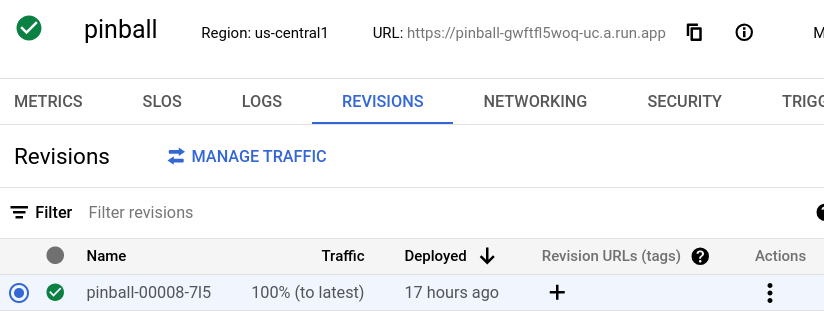 pinball Region: us-central1 URL: https://pinball-gwftfl5woq-uc.a.run.app M
METRICS SLOS LOGS REVISIONS NETWORKING SECURITY TRIGG
Revisions MANAGE TRAFFIC
Filter Filter revisions ?
Name Traffic Deployed Revision URLs (tags) ? Actions
pinball-00008-7l5 100% (to latest) 17 hours ago +